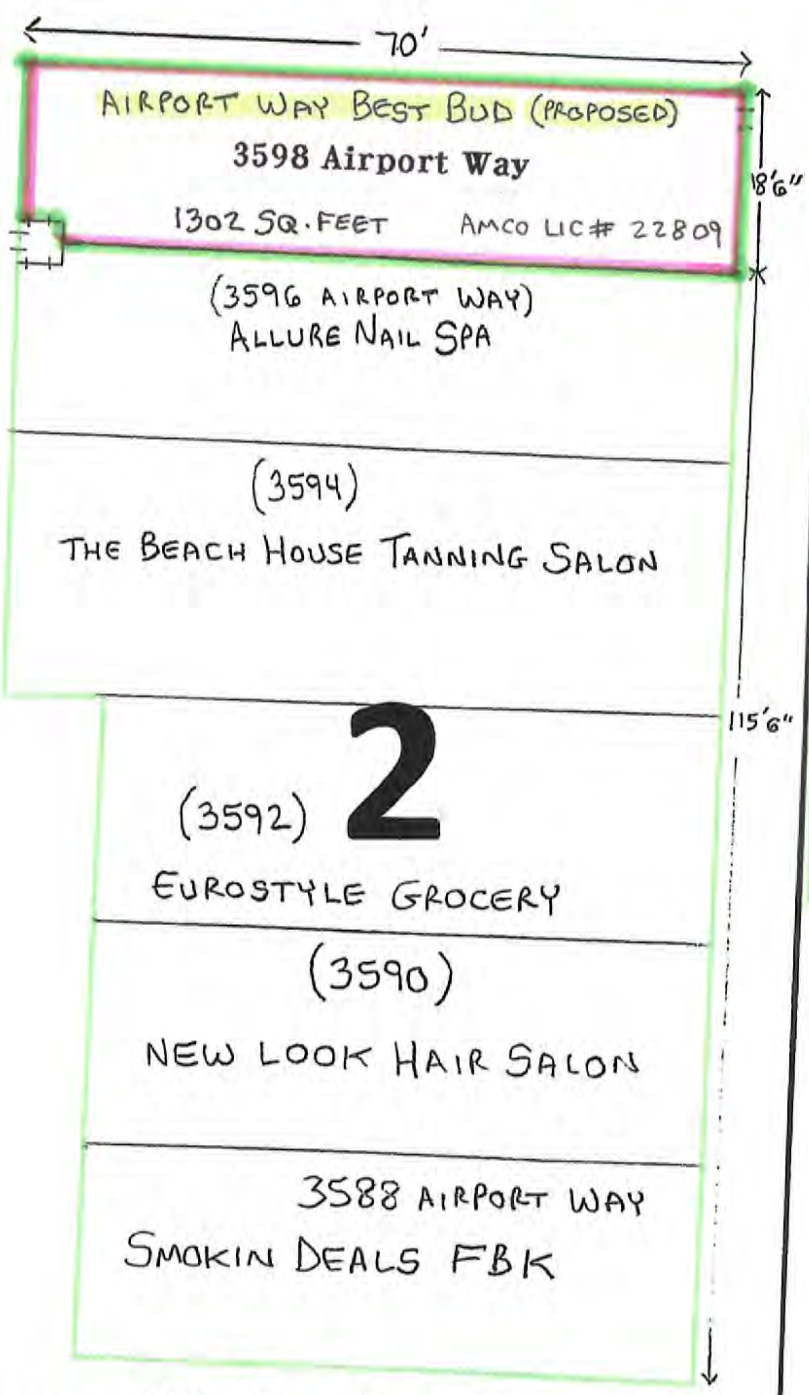 70'
AIRPORT WAY BEST BUD (PROPOSED)
3598 Airport Way
18'6"
1302 SQ. FEET AMCO LIC# 22809
(3596 AIRPORT WAY)
ALLURE NAIL SPA
(3594)
THE BEACH HOUSE TANNING SALON
2
115'6"
(3592)
EUROSTYLE GROCERY
(3590)
NEW LOOK HAIR SALON
3588 AIRPORT WAY
SMOKIN DEALS FBK